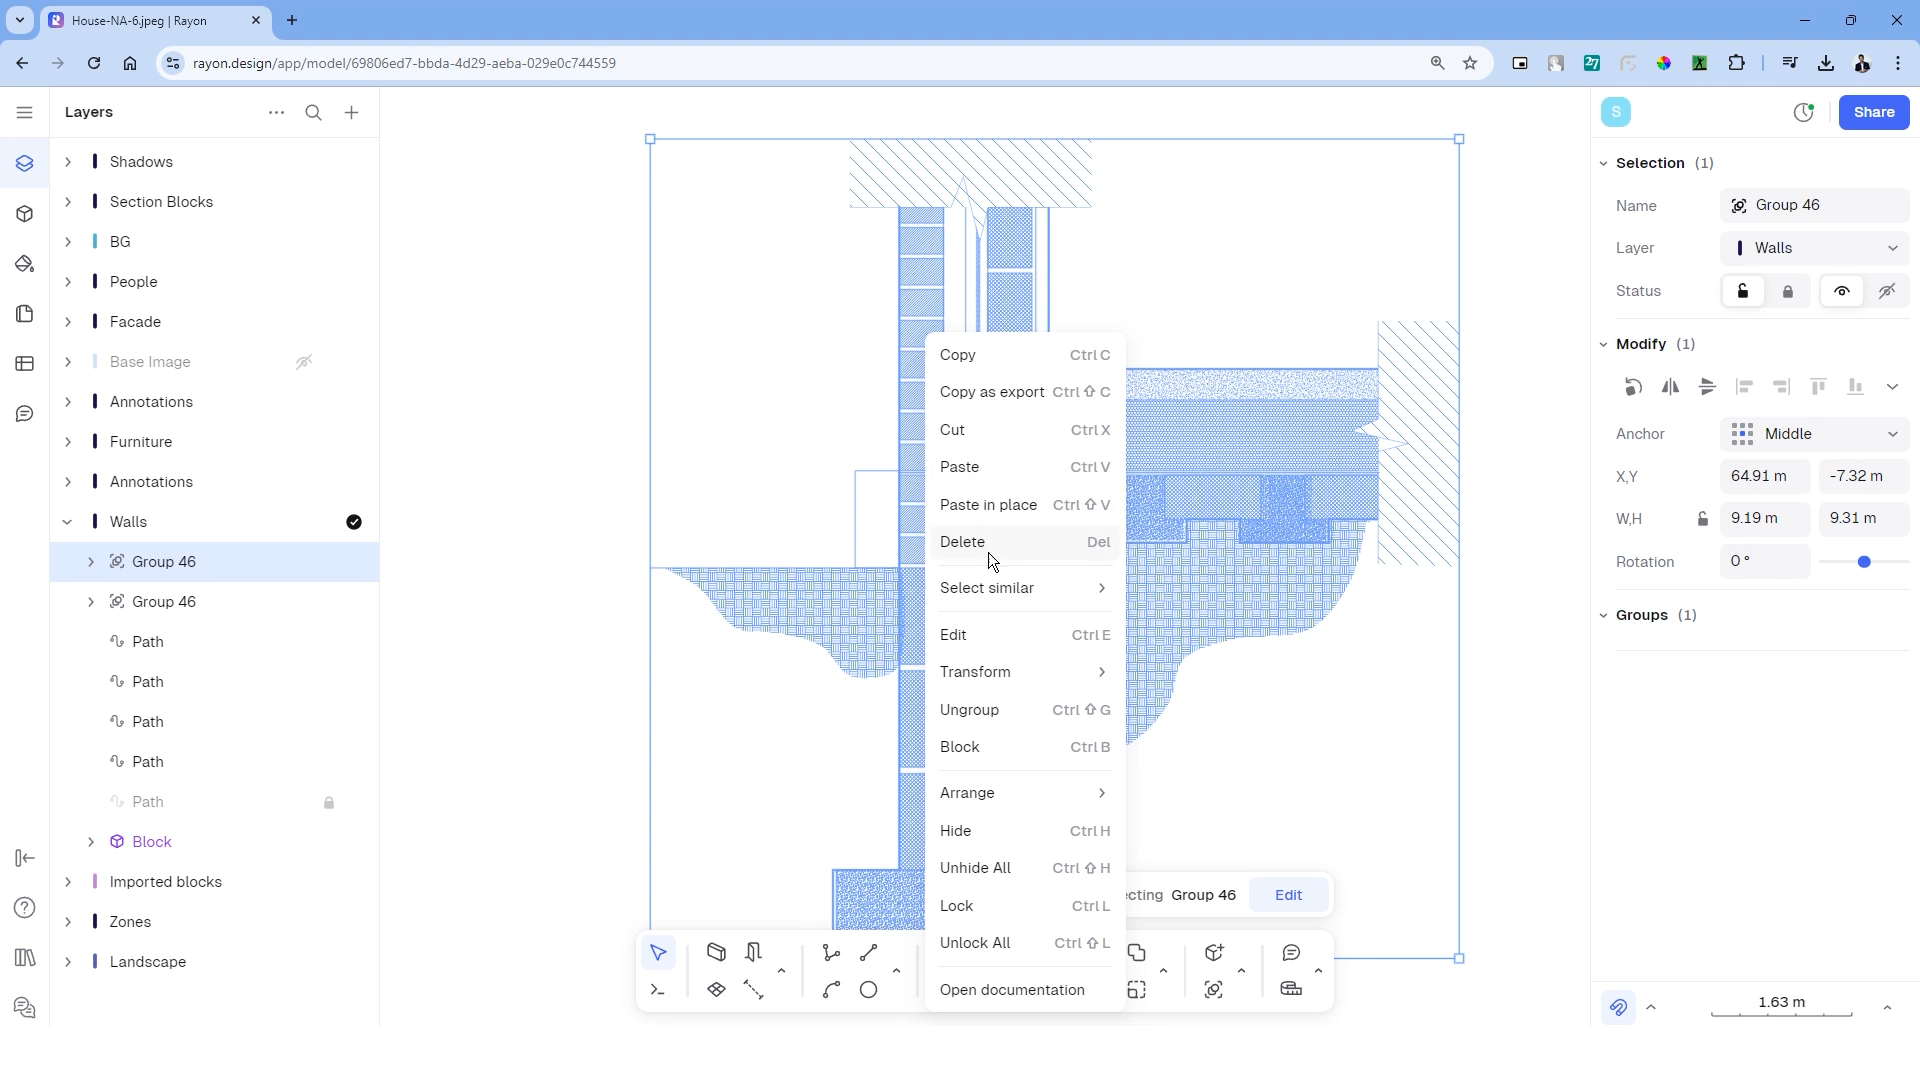 House-NA-6.jpeg | Rayon
rayon.design/app/model/69806ed7-bbda-4d29-aeba-029e0c744559
27
Layers
Shadows
Section Blocks
BG
People
Facade
Base Image
Annotations
Furniture
Annotations
Walls
Group 46
Group 46
Path
Path
Path
Path
Path
Block
Imported blocks
Zones
Landscape
Copy Ctrl C
Copy as export Ctrl ⇧ C
Cut Ctrl X
Paste Ctrl V
Paste in place Ctrl ⇧ V
Delete Del
Select similar
Edit Ctrl E
Transform
Ungroup Ctrl ⇧ G
Block Ctrl B
Arrange
Hide Ctrl H
Unhide All Ctrl ⇧ H
Lock Ctrl L
Unlock All Ctrl ⇧ L
Open documentation
ecting Group 46 Edit
S Share
Selection (1)
Name Group 46
Layer Walls
Status
Modify (1)
Anchor Middle
X,Y 64.91 m -7.32 m
W,H 9.19 m 9.31 m
Rotation 0 °
Groups (1)
1.63 m